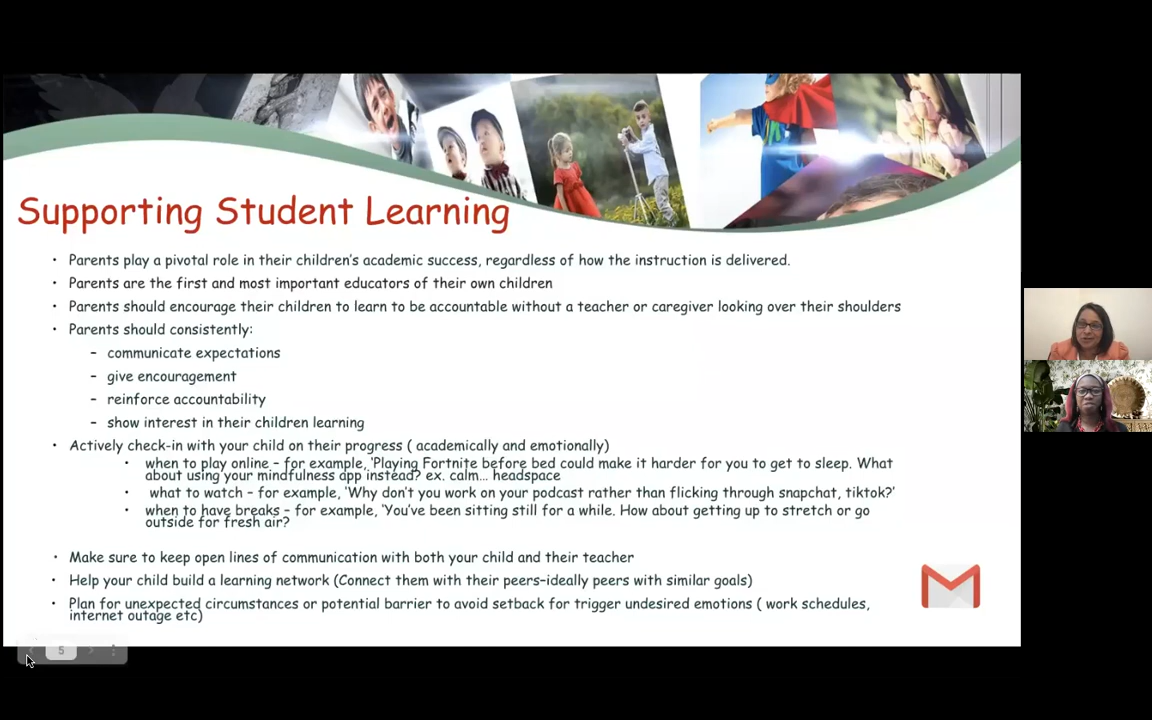 Supporting Student Learning
• Parents play a pivotal role in their children's academic success, regardless of how the instruction is delivered.
• Parents are the first and most important educators of their own children
• Parents should encourage their children to learn to be accountable without a teacher or caregiver looking over their shoulders
• Parents should consistently:
– communicate expectations
– give encouragement
– reinforce accountability
– show interest in their children learning
• Actively check-in with your child on their progress ( academically and emotionally)
• when to play online – for example, 'Playing Fortnite before bed could make it harder for you to get to sleep. What
about using your mindfulness app instead? ex. calm... headspace
• what to watch – for example, 'Why don't you work on your podcast rather than flicking through snapchat, tiktok?'
• when to have breaks – for example, 'You've been sitting still for a while. How about getting up to stretch or go
outside for fresh air?
• Make sure to keep open lines of communication with both your child and their teacher
• Help your child build a learning network (Connect them with their peers–ideally peers with similar goals)
• Plan for unexpected circumstances or potential barrier to avoid setback for trigger undesired emotions ( work schedules,
internet outage etc)
5